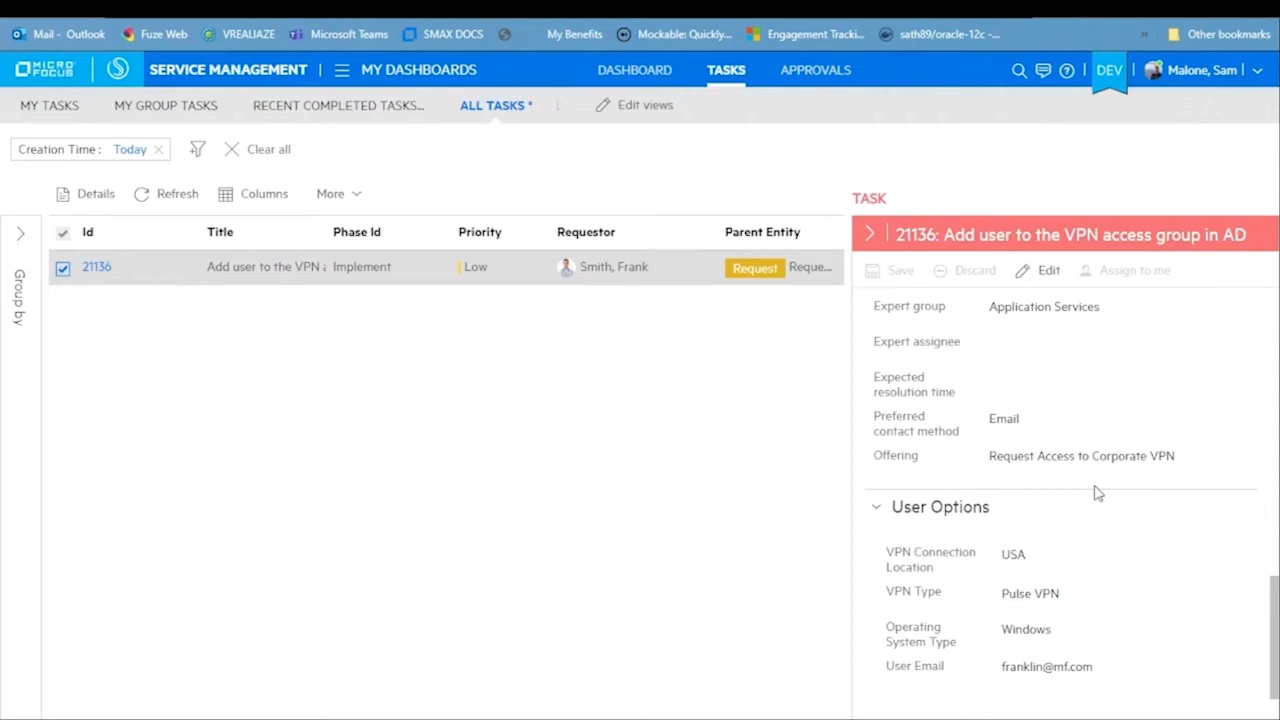 Mail - Outlook Fuze Web VREALIAZE Microsoft Teams SMAX DOCS My Benefits Mockable: Quickly... Engagement Tracki... sath89/oracle-12c -... » Other bookmarks
MICRO FOCUS SERVICE MANAGEMENT MY DASHBOARDS DASHBOARD TASKS APPROVALS DEV Malone, Sam
MY TASKS MY GROUP TASKS RECENT COMPLETED TASKS... ALL TASKS * Edit views
Creation Time : Today Clear all
Details Refresh Columns More
TASK
Id Title Phase Id Priority Requestor Parent Entity
21136 Add user to the VPN Implement Low Smith, Frank Request Reque...
Group by
21136: Add user to the VPN access group in AD
Save Discard Edit Assign to me
Expert group Application Services
Expert assignee
Expected
resolution time
Preferred
contact method Email
Offering Request Access to Corporate VPN
User Options
VPN Connection
Location USA
VPN Type Pulse VPN
Operating
System Type Windows
User Email franklin@mf.com